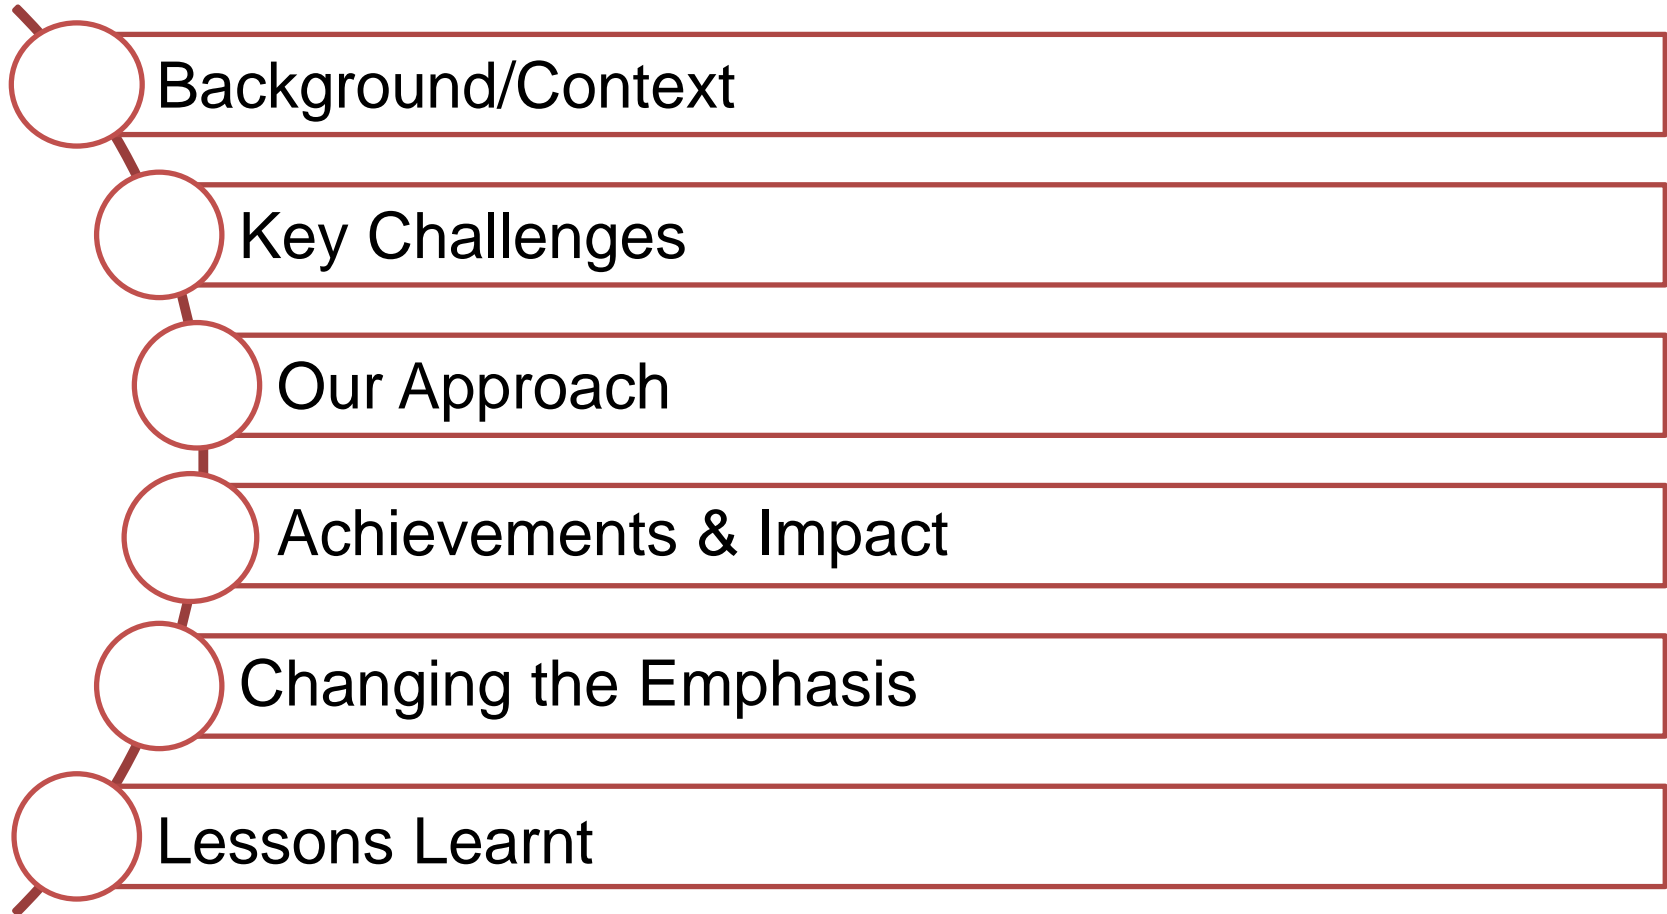 Background/Context
Key Challenges
Our Approach
Achievements & Impact
Changing the Emphasis
Lessons Learnt